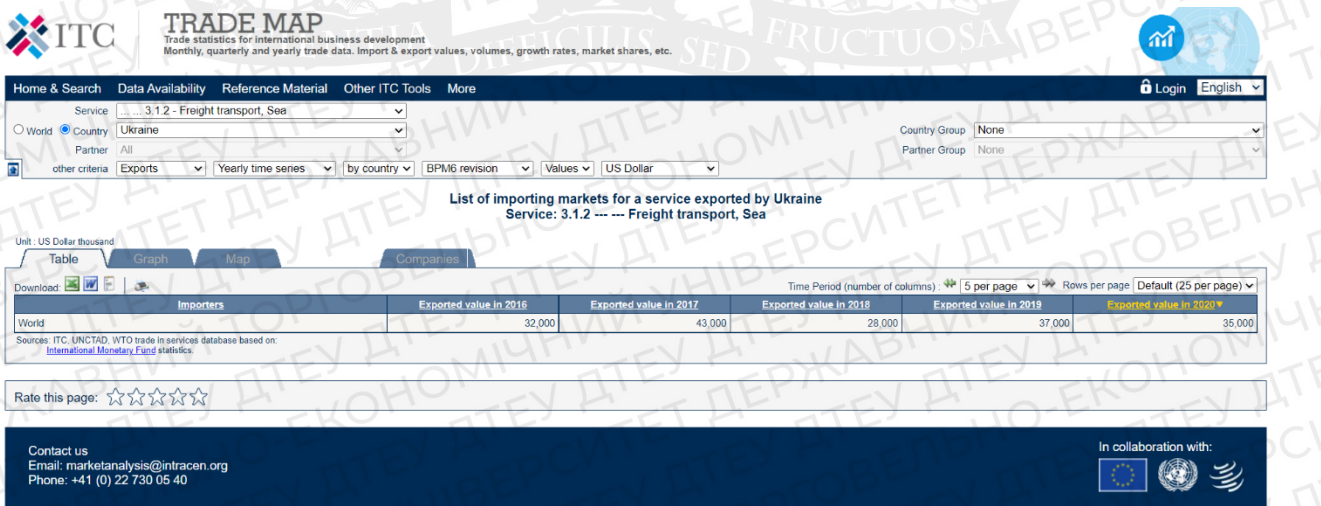 ITC
TRADE MAP
Trade statistics for international business development
Monthly, quarterly and yearly trade data. Import & export values, volumes, growth rates, market shares, etc.
Home & Search Data Availability Reference Material Other ITC Tools More Login English
Service ... ... 3.1.2 - Freight transport, Sea
World Country Ukraine Country Group None
Partner All Partner Group None
other criteria Exports Yearly time series by country BPM6 revision Values US Dollar
List of importing markets for a service exported by Ukraine
Service: 3.1.2 --- --- Freight transport, Sea
Unit : US Dollar thousand
Table Graph Map Companies
Download: Time Period (number of columns) : 5 per page Rows per page Default (25 per page)
Importers Exported value in 2016 Exported value in 2017 Exported value in 2018 Exported value in 2019 Exported value in 2020▼
World 32,000 43,000 28,000 37,000 35,000
Sources: ITC, UNCTAD, WTO trade in services database based on:
International Monetary Fund statistics.
Rate this page:
Contact us
Email: marketanalysis@intracen.org
Phone: +41 (0) 22 730 05 40
In collaboration with: